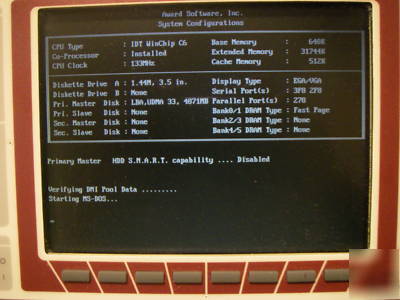 Award Software, Inc.
System Configurations
CPU Type : IDT WinChip C6 Base Memory : 640K
Co-Processor : Installed Extended Memory : 31744K
CPU Clock : 133MHz Cache Memory : 512K
Diskette Drive A : 1.44M, 3.5 in. Display Type : EGA/VGA
Diskette Drive B : None Serial Port(s) : 3F8 2F8
Pri. Master Disk : LBA,UDMA 33, 4871MB Parallel Port(s) : 278
Pri. Slave Disk : None Bank0/1 DRAM Type : Fast Page
Sec. Master Disk : None Bank2/3 DRAM Type : None
Sec. Slave Disk : None Bank4/5 DRAM Type : None
Primary Master HDD S.M.A.R.T. capability .... Disabled
Verifying DMI Pool Data .........
Starting MS-DOS...